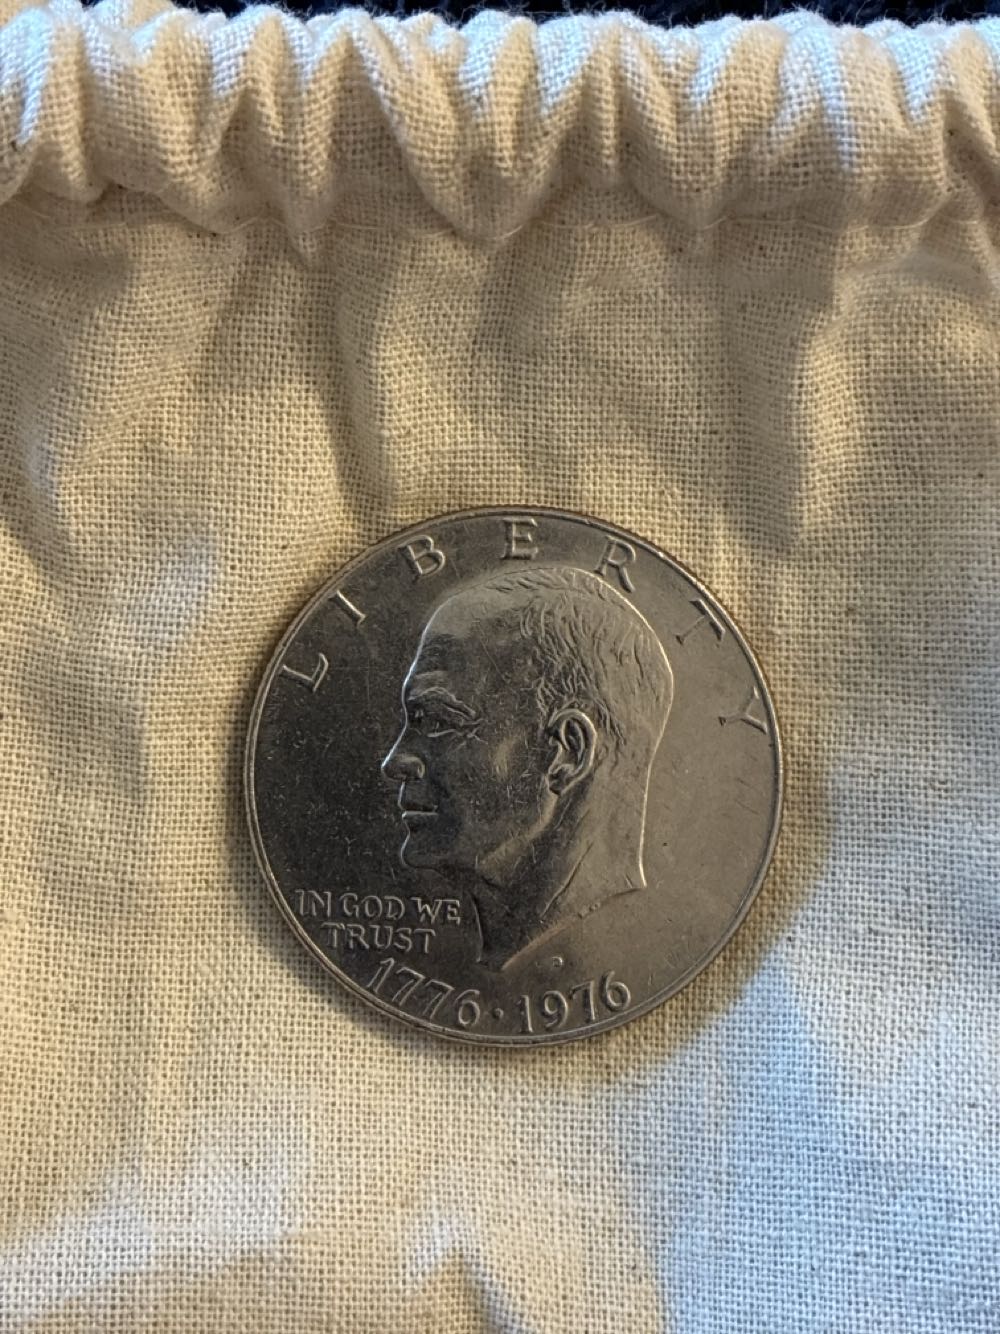 LIBERTY
IN GOD WE
TRUST
D
1776 • 1976